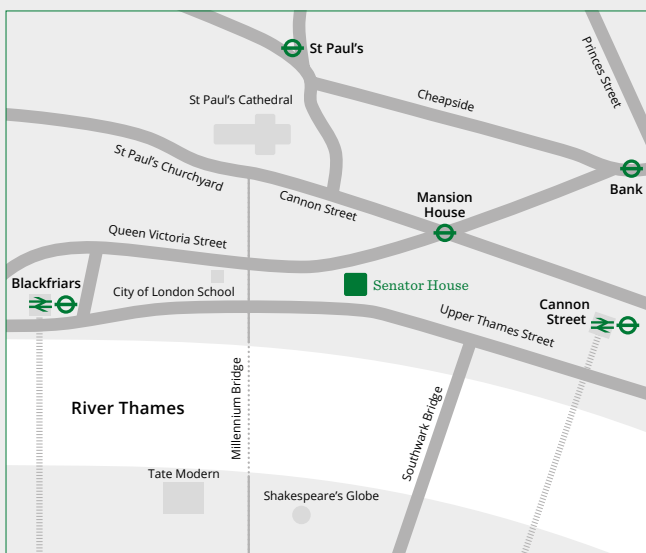 St Paul's
Princes Street
St Paul's Cathedral
Cheapside
St Paul's Churchyard
Bank
Mansion
House
Cannon Street
Queen Victoria Street
Blackfriars
City of London School
Senator House
Cannon
Street
Upper Thames Street
River Thames
Millennium Bridge
Southwark Bridge
Tate Modern
Shakespeare's Globe